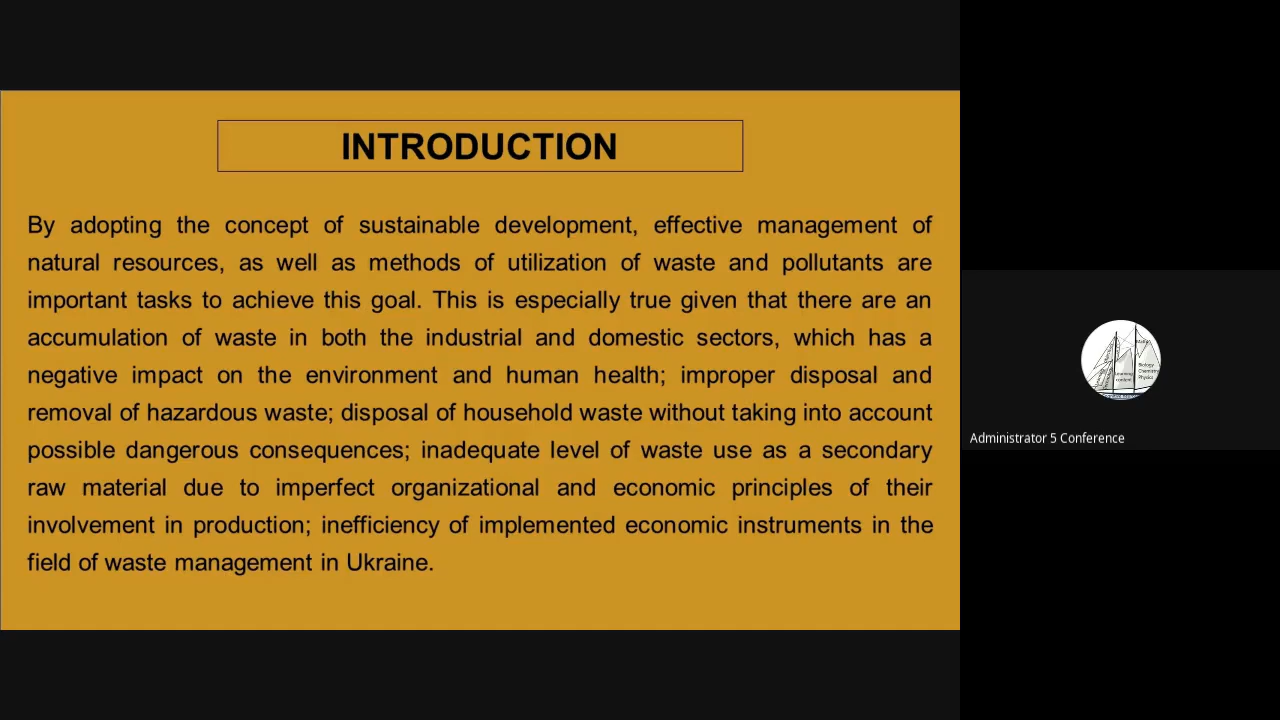 INTRODUCTION
By adopting the concept of sustainable development, effective management of
natural resources, as well as methods of utilization of waste and pollutants are
important tasks to achieve this goal. This is especially true given that there are an
accumulation of waste in both the industrial and domestic sectors, which has a
negative impact on the environment and human health; improper disposal and
removal of hazardous waste; disposal of household waste without taking into account
possible dangerous consequences; inadequate level of waste use as a secondary
raw material due to imperfect organizational and economic principles of their
involvement in production; inefficiency of implemented economic instruments in the
field of waste management in Ukraine.
Biology
Chemistry
Physics
Administrator 5 Conference